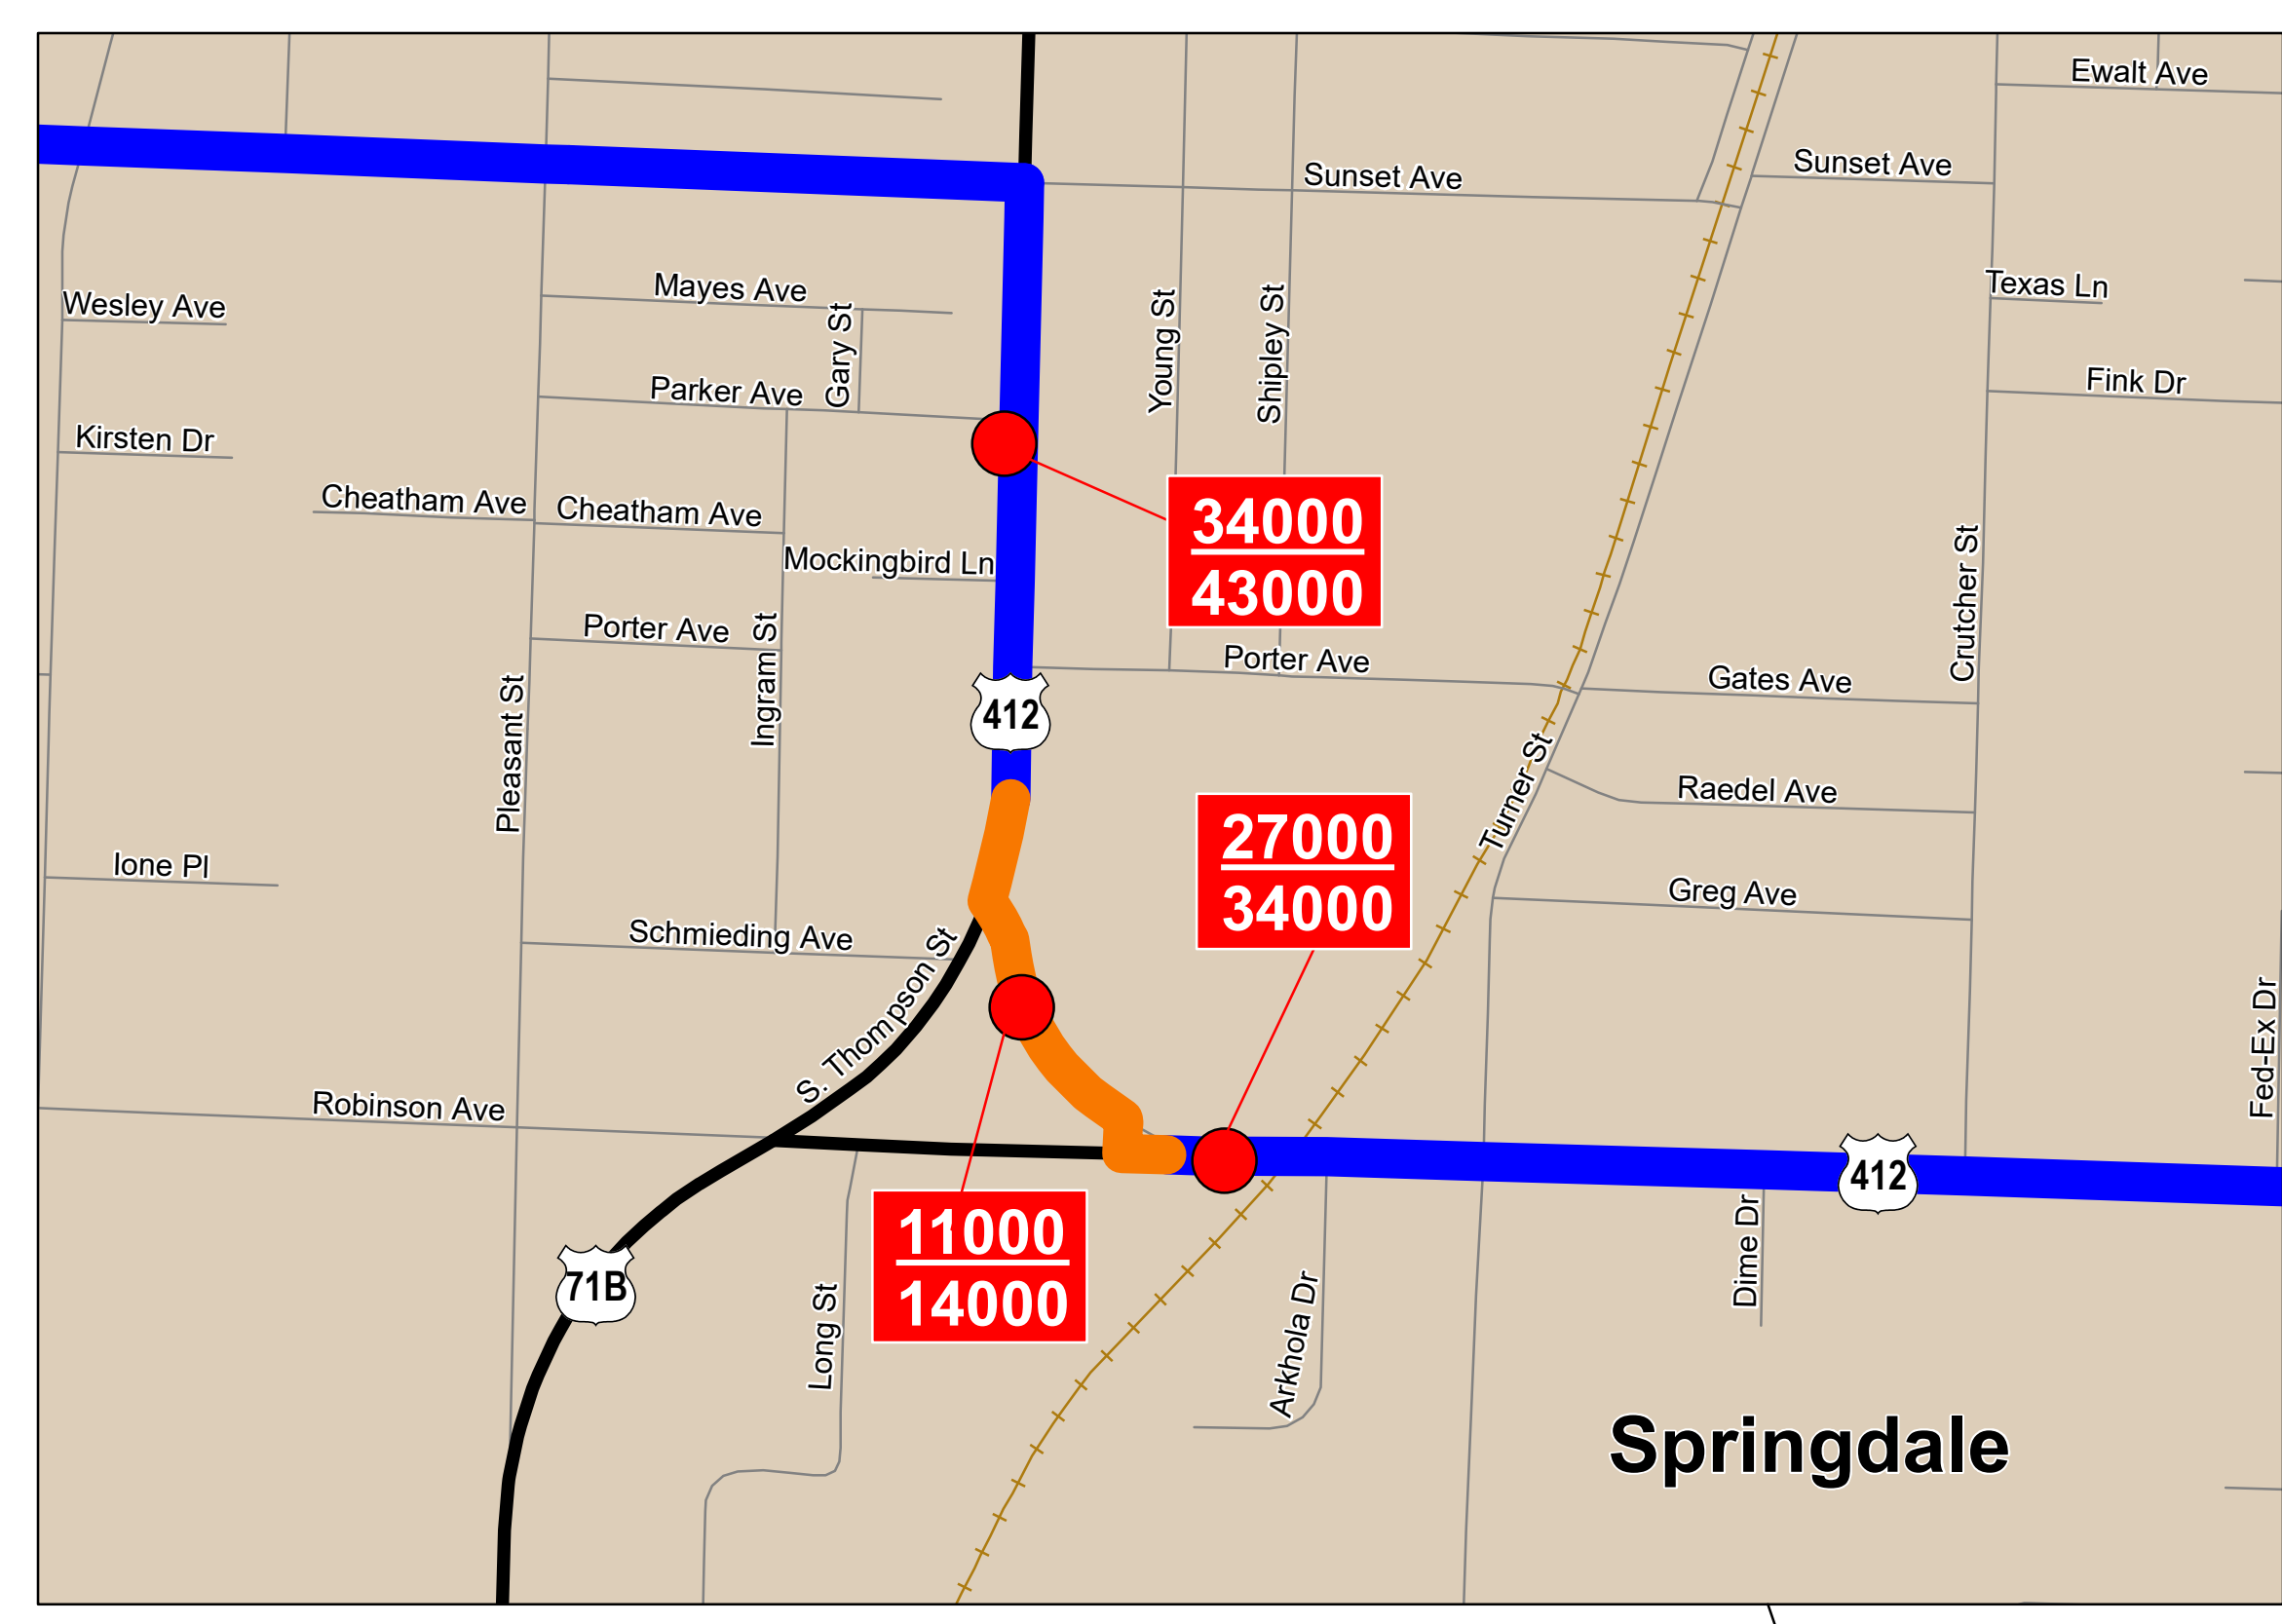 Ewalt Ave
Sunset Ave
Sunset Ave
Mayes Ave
Texas Ln
Wesley Ave
Gary St
Young St
Shipley St
Parker Ave
Fink Dr
Kirsten Dr
Cheatham Ave
Cheatham Ave
34000
43000
Mockingbird Ln
Crutcher St
Porter Ave
Ingram St
Porter Ave
Gates Ave
Pleasant St
412
Turner St
Raedel Ave
27000
34000
Ione Pl
Greg Ave
Schmieding Ave
S. Thompson St
Fed-Ex Dr
Robinson Ave
412
11000
14000
Dime Dr
71B
Long St
Arkhola Dr
Springdale